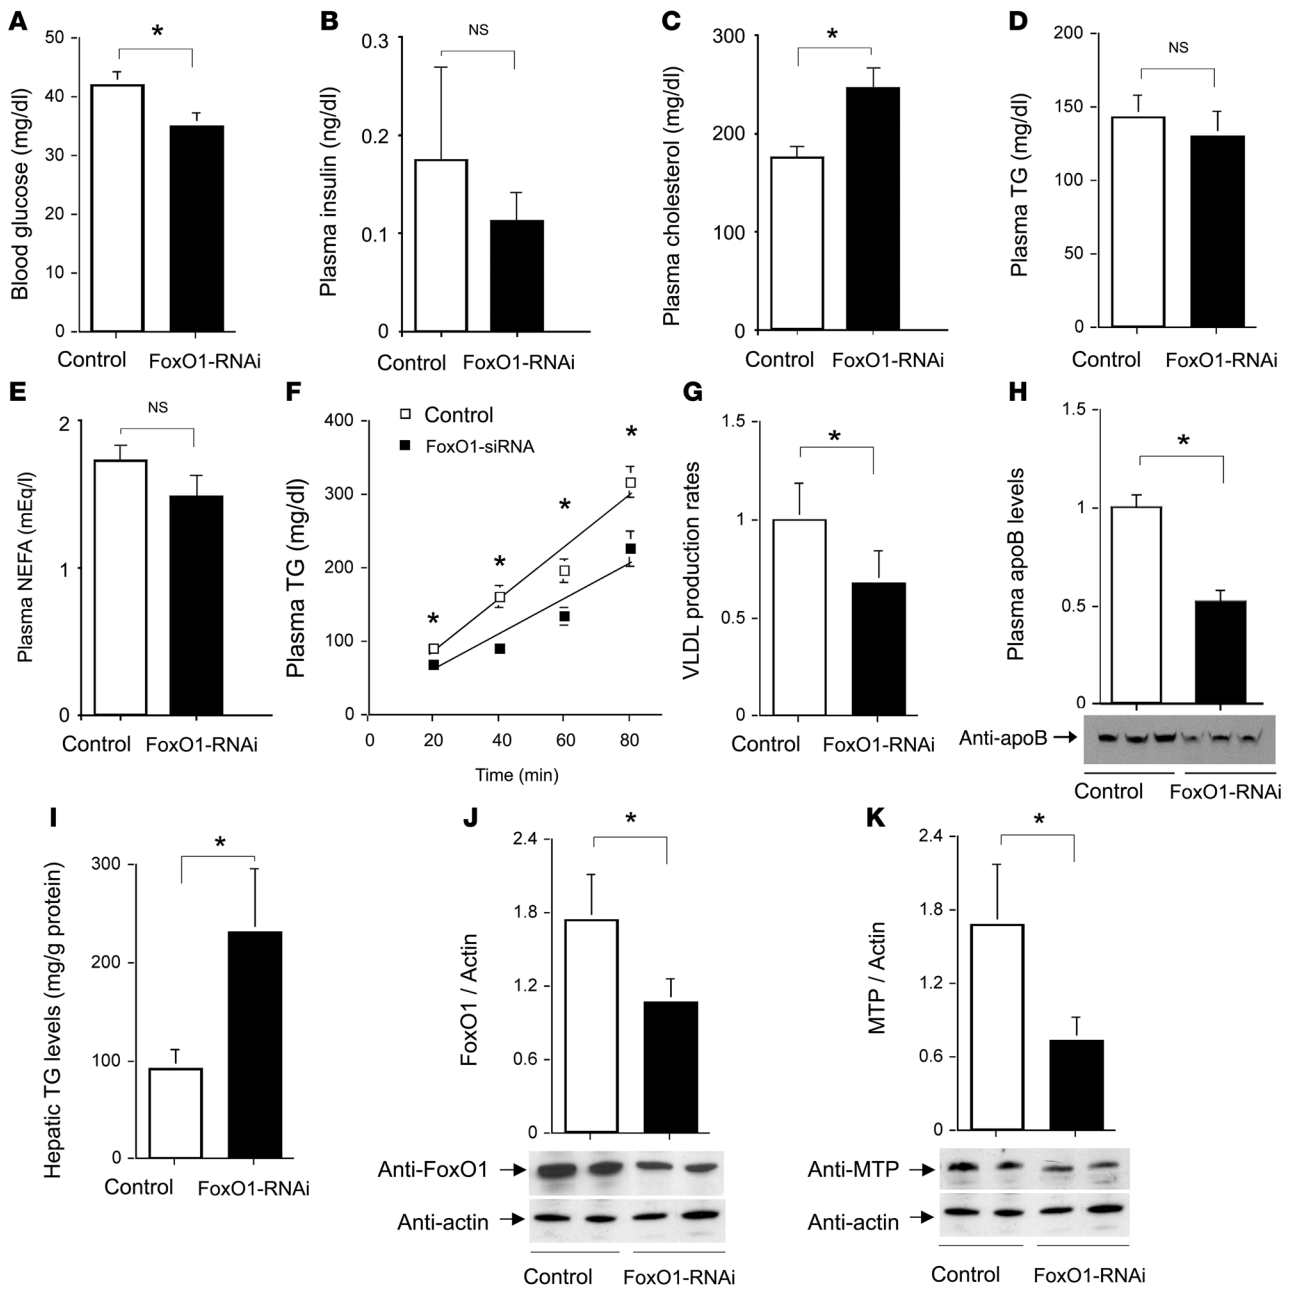 A
Blood glucose (mg/dl)
50
40
30
20
10
0
*
Control FoxO1-RNAi
B
Plasma insulin (ng/dl)
0.3
0.2
0.1
0
NS
Control FoxO1-RNAi
C
Plasma cholesterol (mg/dl)
300
200
100
0
*
Control FoxO1-RNAi
D
Plasma TG (mg/dl)
200
150
100
50
0
NS
Control FoxO1-RNAi
E
Plasma NEFA (mEq/l)
2
1
0
NS
Control FoxO1-RNAi
F
Plasma TG (mg/dl)
400
300
200
100
0
Control
FoxO1-siRNA
* * * *
0 20 40 60 80
Time (min)
G
VLDL production rates
1.5
1
0.5
0
*
Control FoxO1-RNAi
H
Plasma apoB levels
1.5
1
0.5
0
*
Anti-apoB
Control FoxO1-RNAi
I
Hepatic TG levels (mg/g protein)
300
200
100
0
*
Control FoxO1-RNAi
J
FoxO1 / Actin
2.4
1.8
1.2
0.6
0
*
Anti-FoxO1
Anti-actin
Control FoxO1-RNAi
K
MTP / Actin
2.4
1.8
1.2
0.6
0
*
Anti-MTP
Anti-actin
Control FoxO1-RNAi